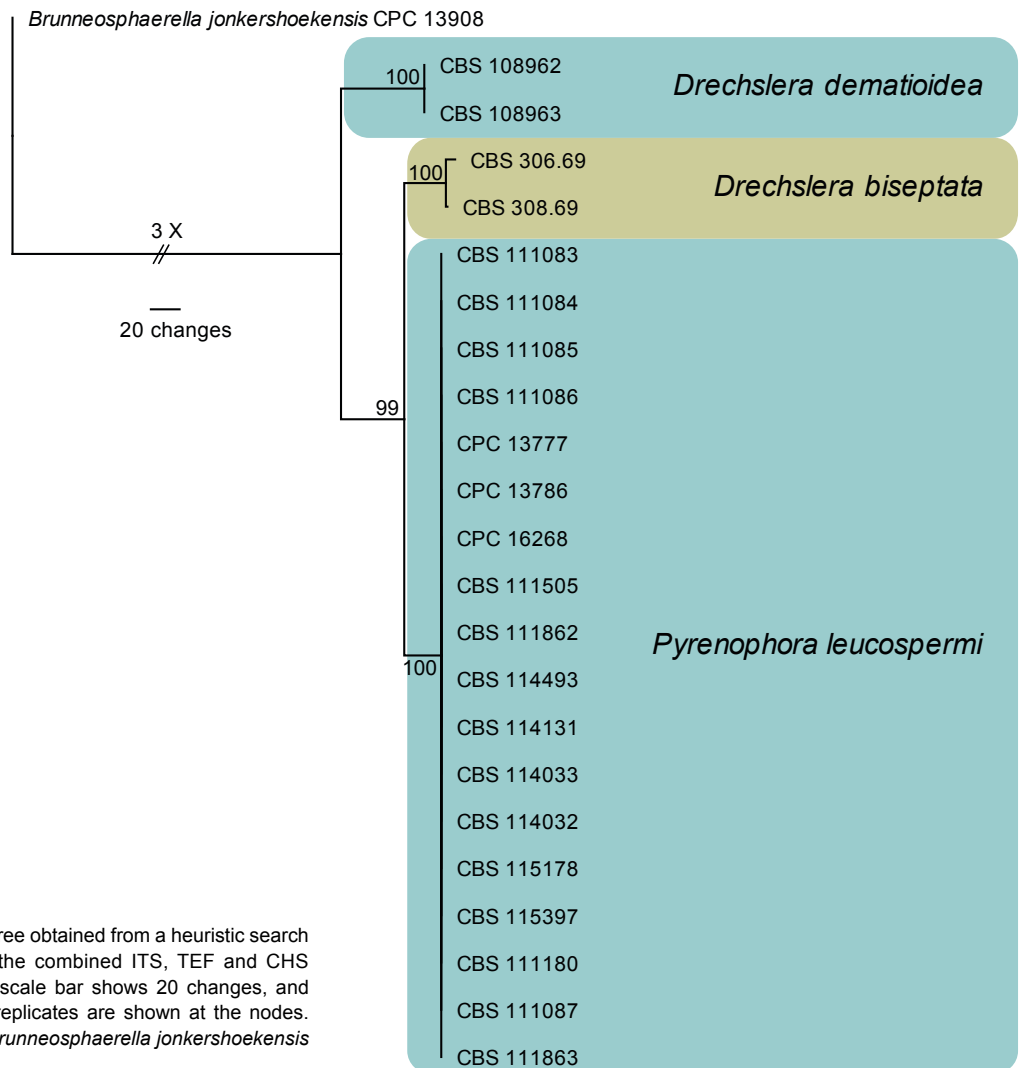 Brunneosphaerella jonkershoekensis CPC 13908
100
CBS 108962
CBS 108963
Drechslera dematioidea
100
CBS 306.69
CBS 308.69
Drechslera biseptata
3 X
20 changes
99
100
CBS 111083
CBS 111084
CBS 111085
CBS 111086
CPC 13777
CPC 13786
CPC 16268
CBS 111505
CBS 111862
CBS 114493
CBS 114131
CBS 114033
CBS 114032
CBS 115178
CBS 115397
CBS 111180
CBS 111087
CBS 111863
Pyrenophora leucospermi
ree obtained from a heuristic search
the combined ITS, TEF and CHS
scale bar shows 20 changes, and
replicates are shown at the nodes.
runneosphaerella jonkershoekensis